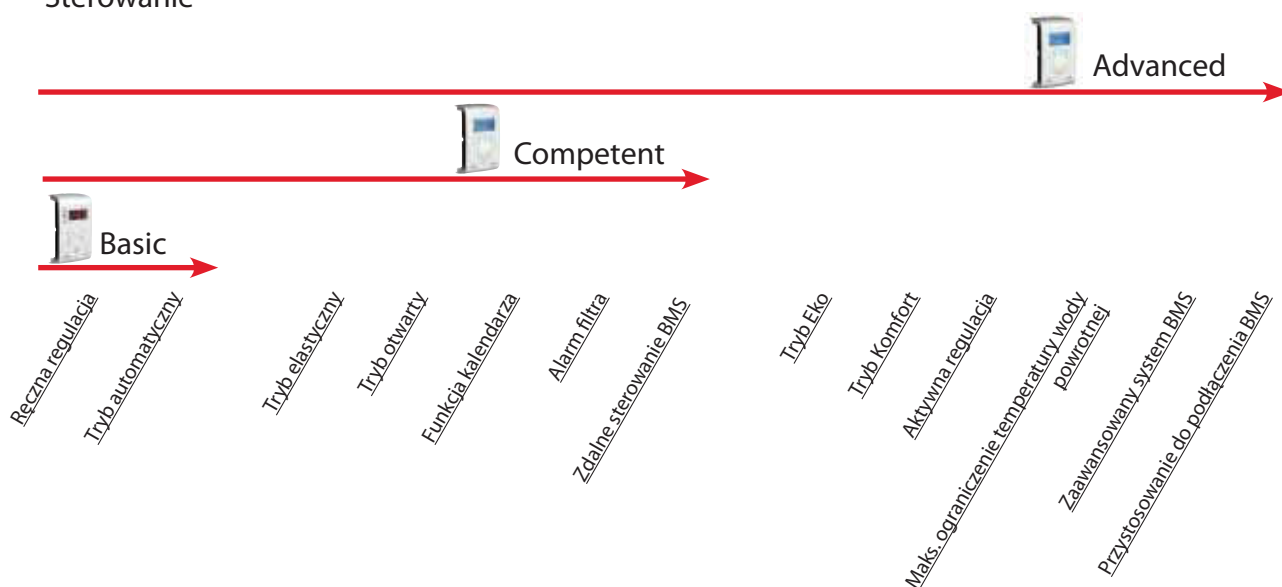 Sterowanie
Advanced
Competent
Basic
Ręczna regulacja
Tryb automatyczny
Tryb elastyczny
Tryb otwarty
Funkcja kalendarza
Alarm filtra
Zdalne sterowanie BMS
Tryb Eko
Tryb Komfort
Aktywna regulacja
Maks. ograniczenie temperatury wody
powrotnej
Zaawansowany system BMS
Przystosowanie do podłączenia BMS